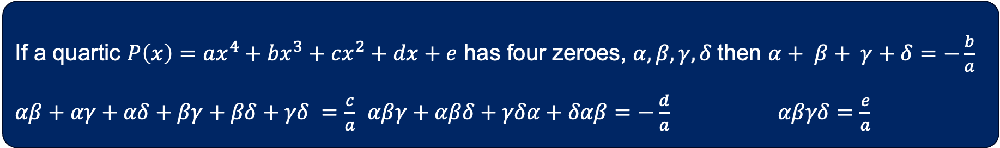 If a quartic P(x) = ax⁴ + bx³ + cx² + dx + e has four zeroes, α, β, γ, δ then α + β + γ + δ = −b/a
αβ + αγ + αδ + βγ + βδ + γδ = c/a αβγ + αβδ + γδα + δαβ = −d/a αβγδ = e/a